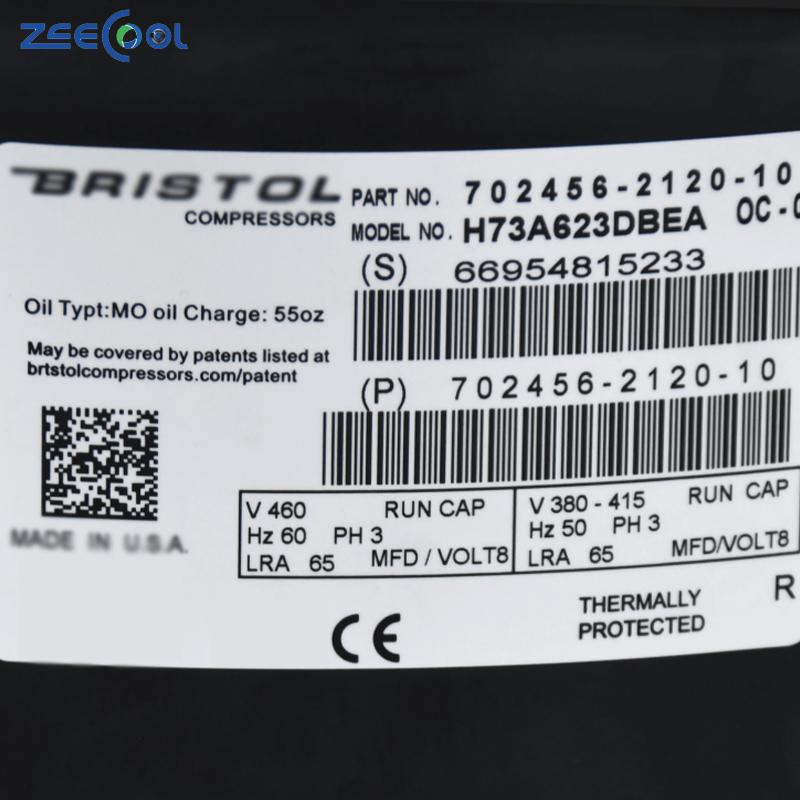 ZEECOOL
BRISTOL
COMPRESSORS
PART NO. 702456-2120-10
MODEL NO. H73A623DBEA OC-
(S) 66954815233
Oil Typt:MO oil Charge: 55oz
May be covered by patents listed at
brtstolcompressors.com/patent
(P) 702456-2120-10
V 460 RUN CAP
Hz 60 PH 3
LRA 65 MFD / VOLT8
V 380 - 415 RUN CAP
Hz 50 PH 3
LRA 65 MFD/VOLT8
MADE IN U.S.A.
CE
THERMALLY
PROTECTED
R